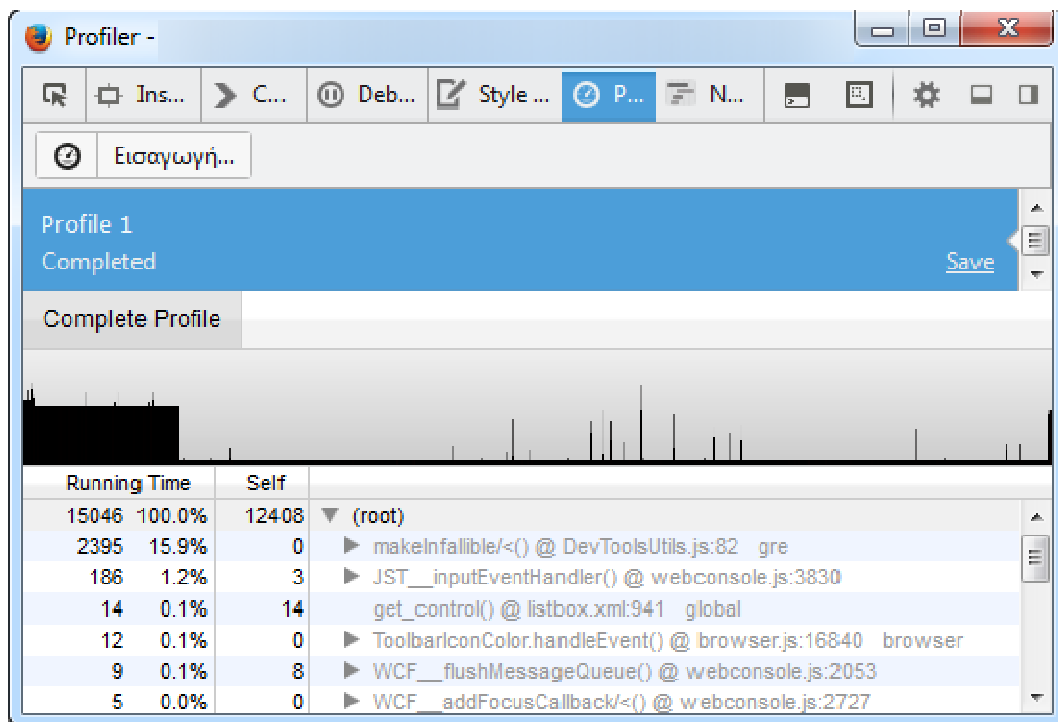 Profiler -
Ins... C... Deb... Style ... P... N...
Εισαγωγή...
Profile 1
Completed
Save
Complete Profile
Running Time Self
15046 100.0% 12408 (root)
2395 15.9% 0 makeInfallible/<() @ DevToolsUtils.js:82 gre
186 1.2% 3 JST__inputEventHandler() @ webconsole.js:3830
14 0.1% 14 get_control() @ listbox.xml:941 global
12 0.1% 0 ToolbarIconColor.handleEvent() @ browser.js:16840 browser
9 0.1% 8 WCF__flushMessageQueue() @ webconsole.js:2053
5 0.0% 0 WCF__addFocusCallback/<() @ webconsole.js:2727